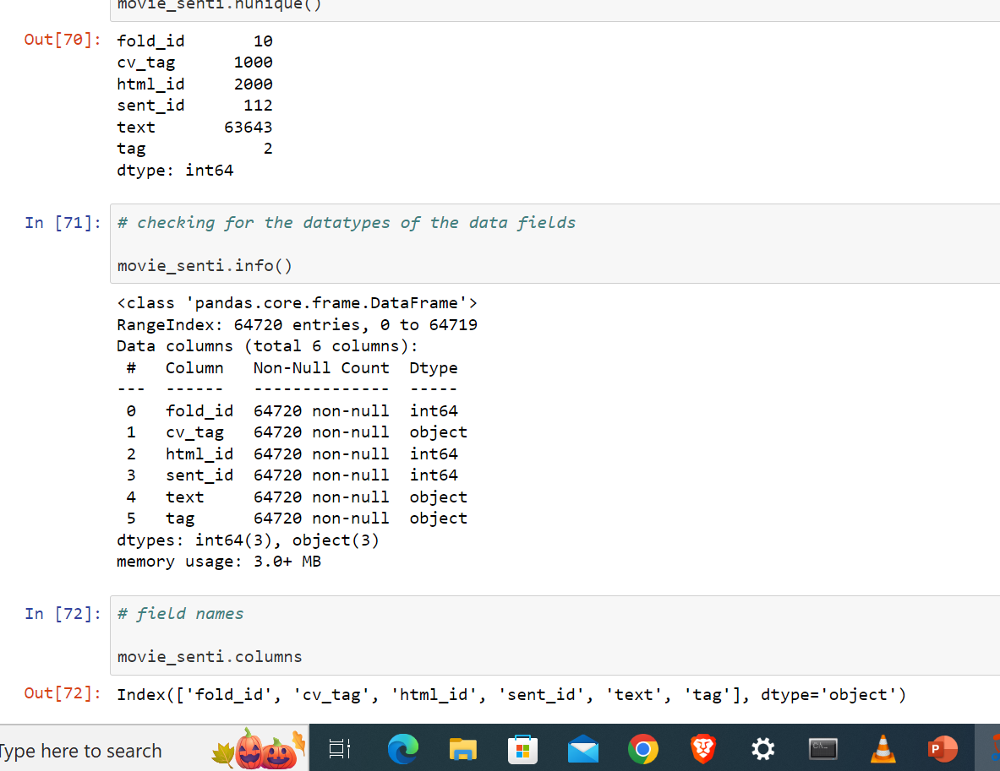 movie_senti.nunique()
Out[70]: fold_id 10
cv_tag 1000
html_id 2000
sent_id 112
text 63643
tag 2
dtype: int64
In [71]: # checking for the datatypes of the data fields
movie_senti.info()
<class 'pandas.core.frame.DataFrame'>
RangeIndex: 64720 entries, 0 to 64719
Data columns (total 6 columns):
# Column Non-Null Count Dtype
--- ------ -------------- -----
0 fold_id 64720 non-null int64
1 cv_tag 64720 non-null object
2 html_id 64720 non-null int64
3 sent_id 64720 non-null int64
4 text 64720 non-null object
5 tag 64720 non-null object
dtypes: int64(3), object(3)
memory usage: 3.0+ MB
In [72]: # field names
movie_senti.columns
Out[72]: Index(['fold_id', 'cv_tag', 'html_id', 'sent_id', 'text', 'tag'], dtype='object')
Type here to search